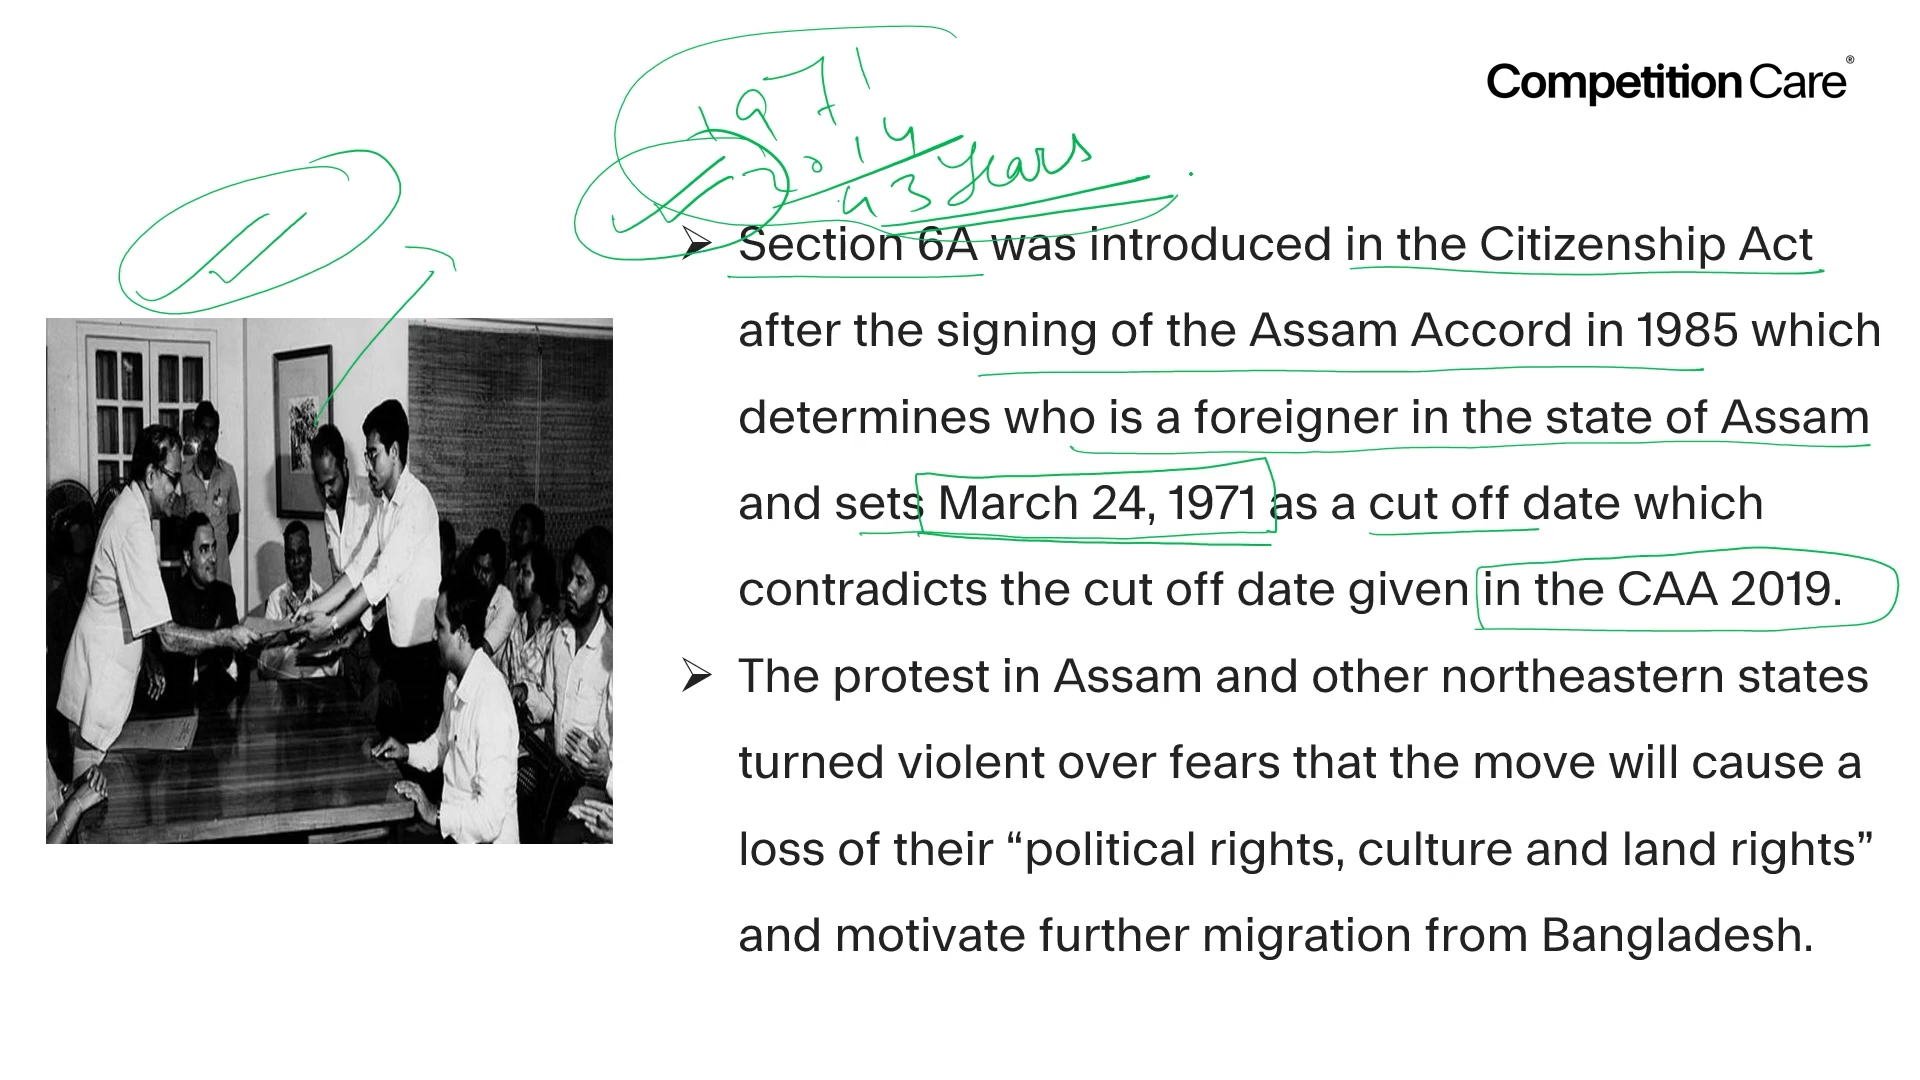 Competition Care®
1971
2014
43 Years
➢ Section 6A was introduced in the Citizenship Act
after the signing of the Assam Accord in 1985 which
determines who is a foreigner in the state of Assam
and sets March 24, 1971 as a cut off date which
contradicts the cut off date given in the CAA 2019.
➢ The protest in Assam and other northeastern states
turned violent over fears that the move will cause a
loss of their “political rights, culture and land rights”
and motivate further migration from Bangladesh.